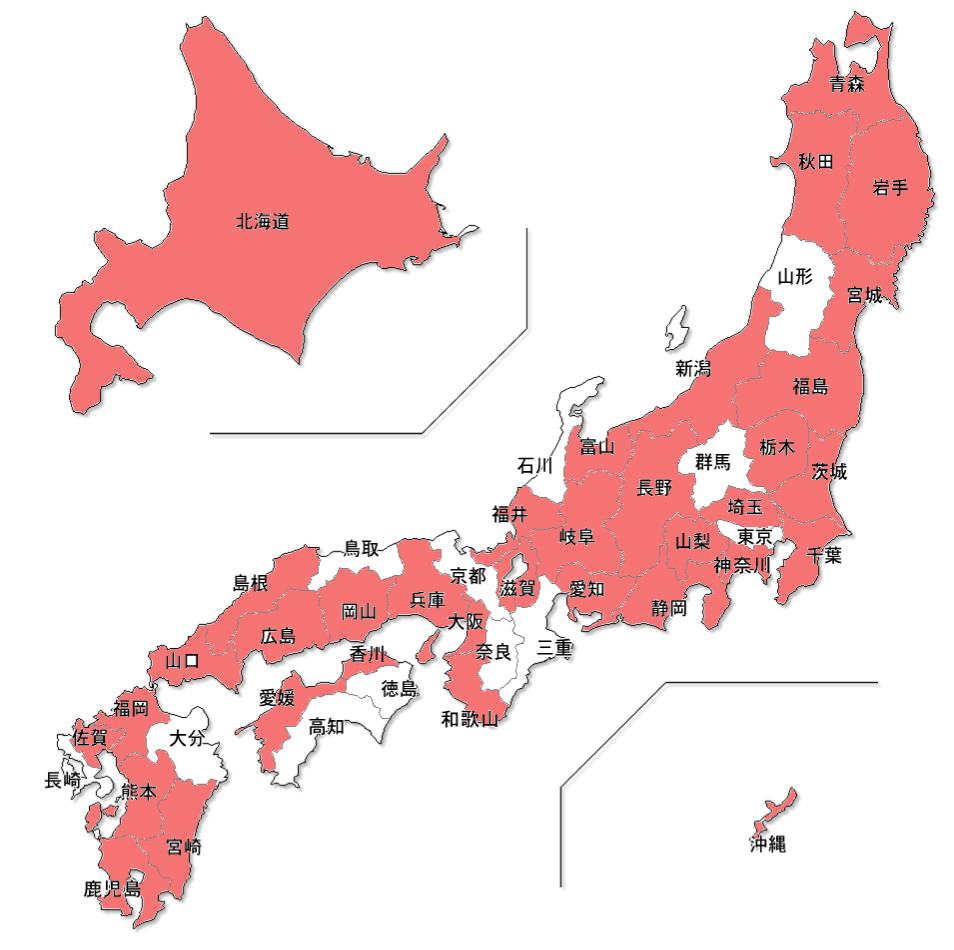 青森
秋田
岩手
北海道
山形
宮城
新潟
福島
富山
栃木
群馬
石川
茨城
長野
埼玉
福井
岐阜
山梨
東京
鳥取
千葉
神奈川
京都
島根
滋賀
愛知
兵庫
静岡
岡山
大阪
広島
奈良
三重
香川
山口
徳島
愛媛
福岡
和歌山
高知
佐賀
大分
長崎
熊本
宮崎
沖縄
鹿児島